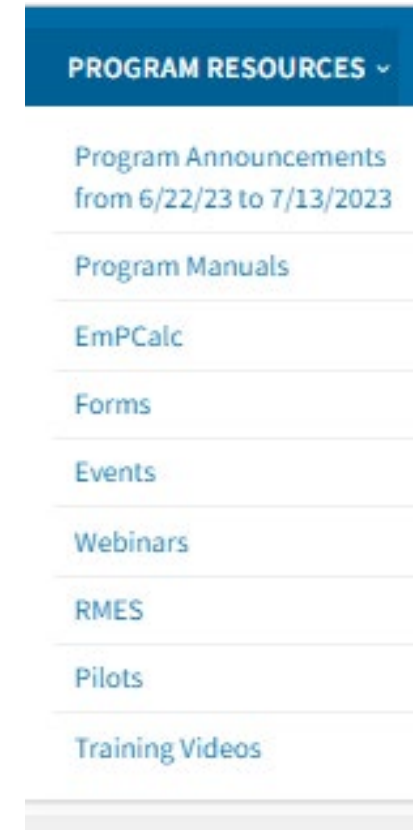 PROGRAM RESOURCES
Program Announcements
from 6/22/23 to 7/13/2023
Program Manuals
EmPCalc
Forms
Events
Webinars
RMES
Pilots
Training Videos